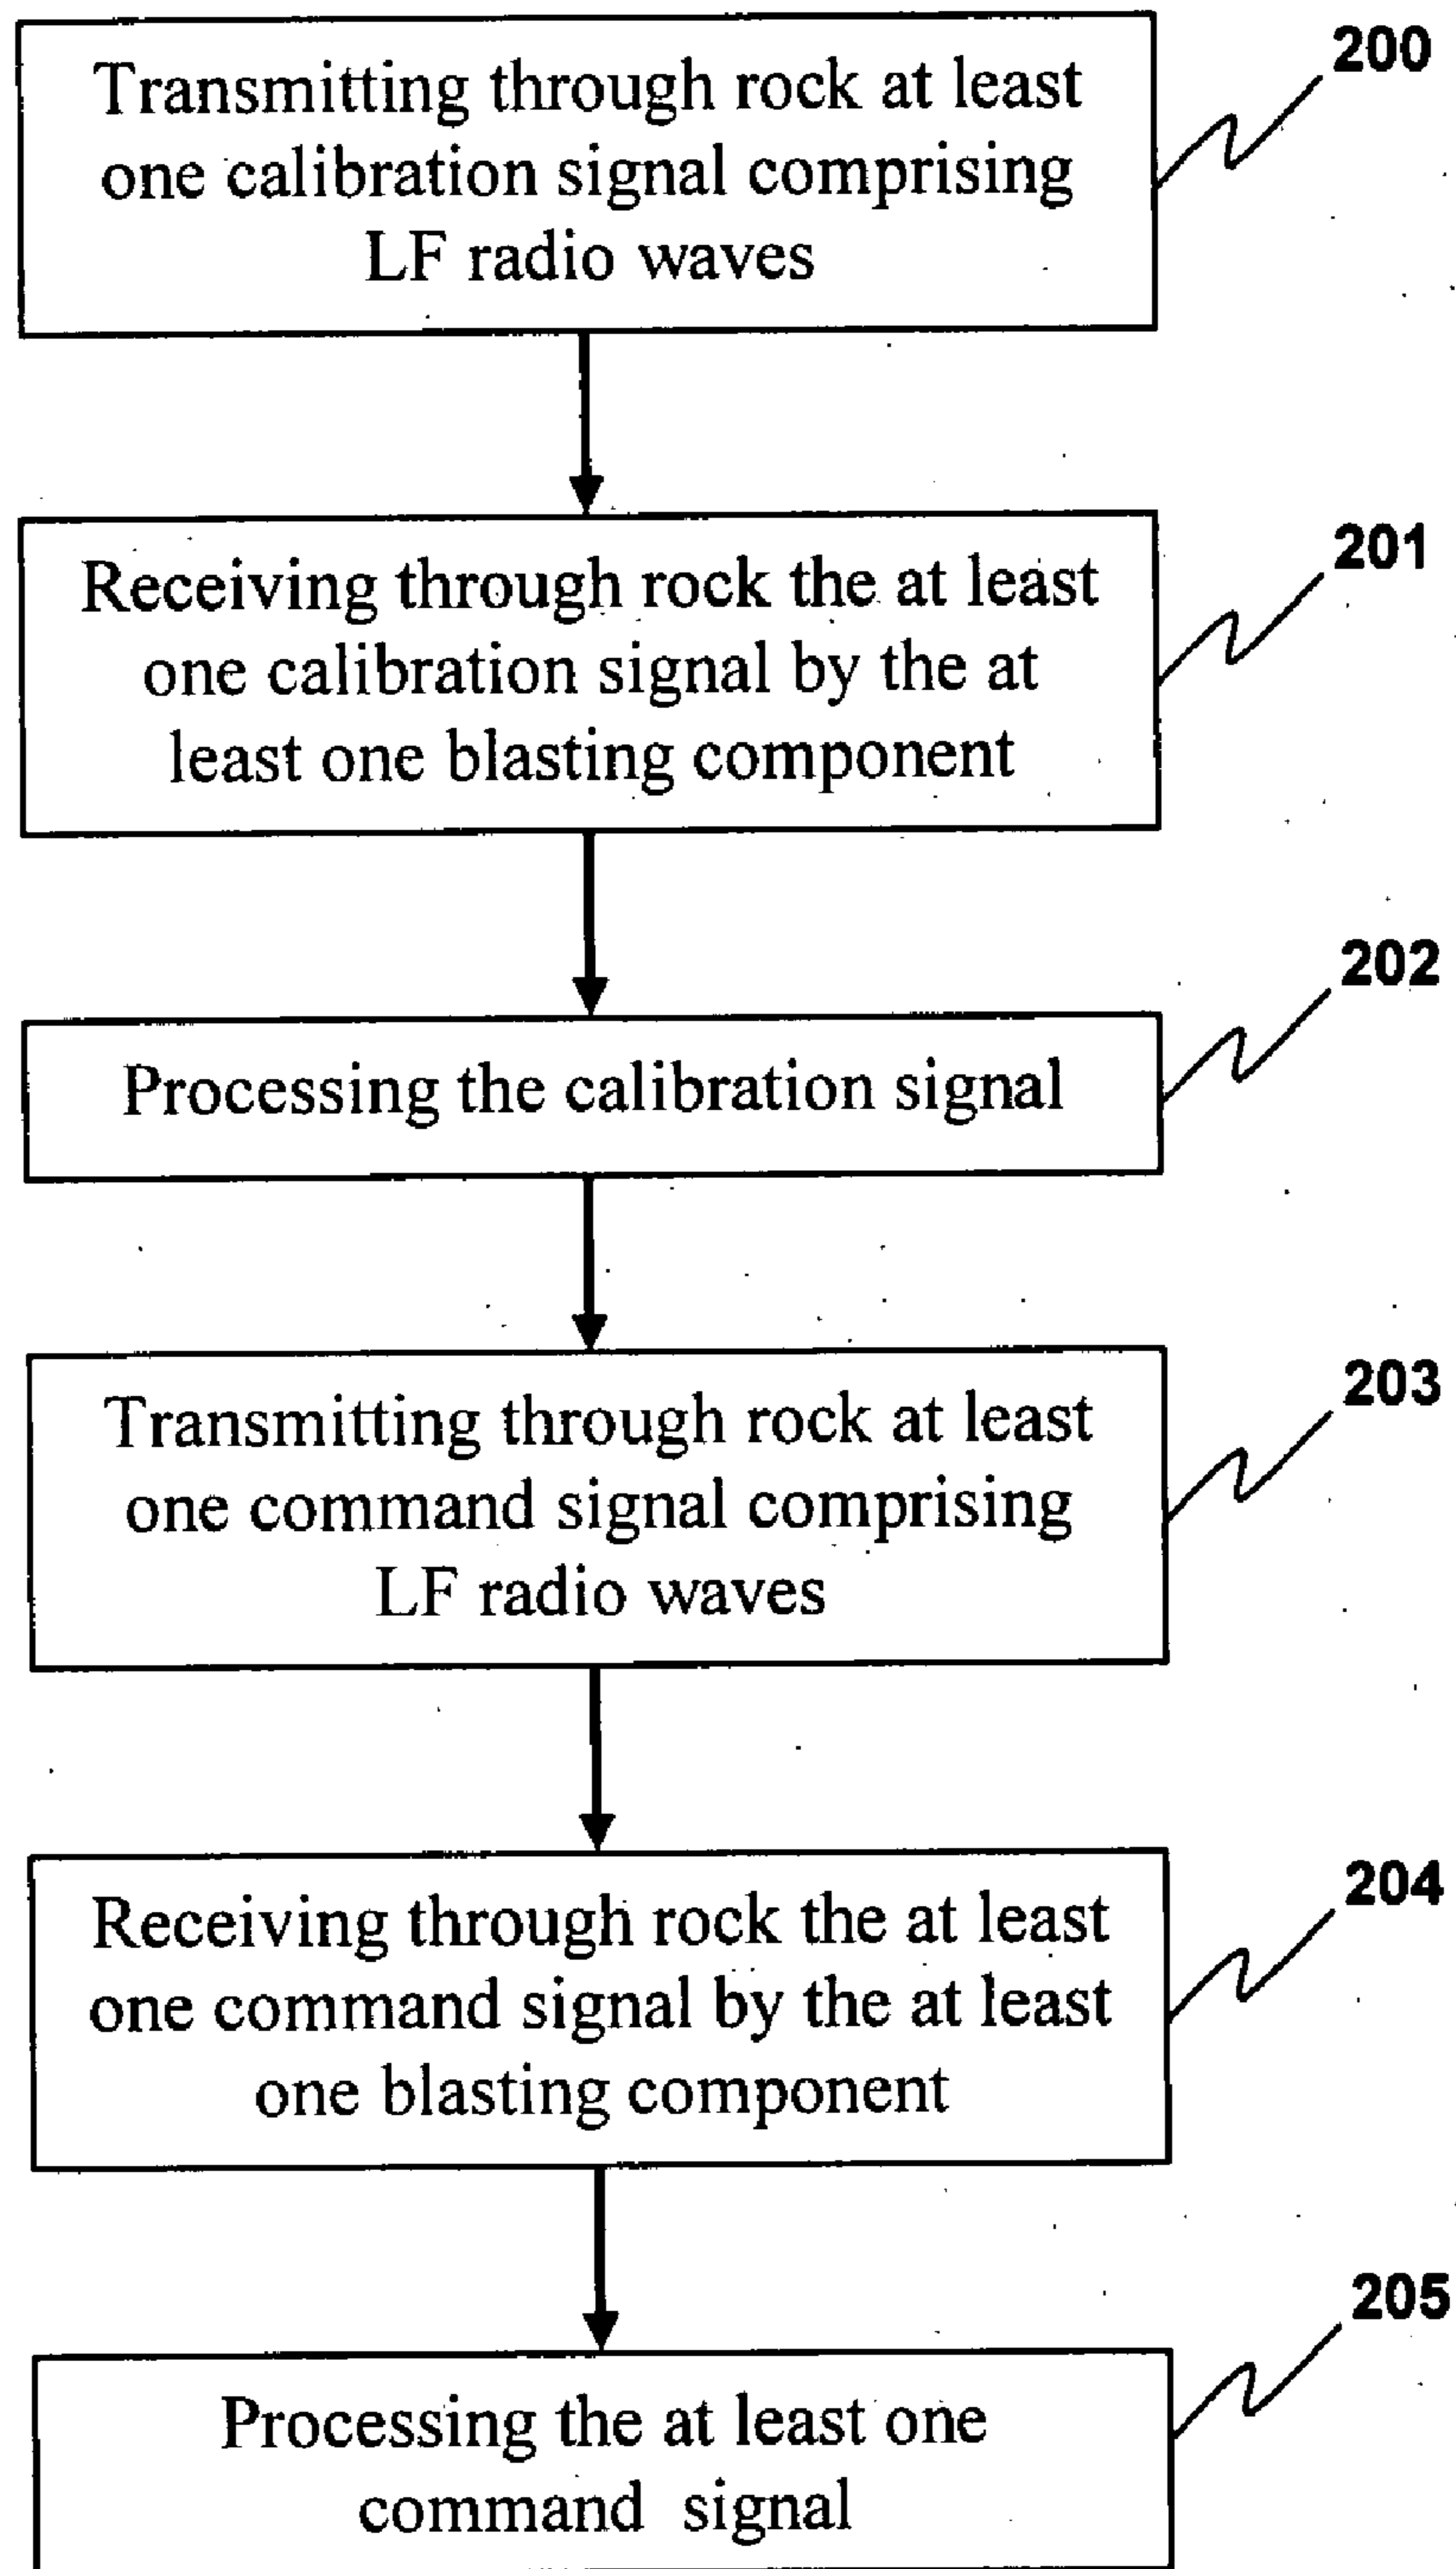 200
Transmitting through rock at least
one calibration signal comprising
LF radio waves
201
Receiving through rock the at least
one calibration signal by the at
least one blasting component
202
Processing the calibration signal
203
Transmitting through rock at least
one command signal comprising
LF radio waves
204
Receiving through rock the at least
one command signal by the at least
one blasting component
205
Processing the at least one
command signal